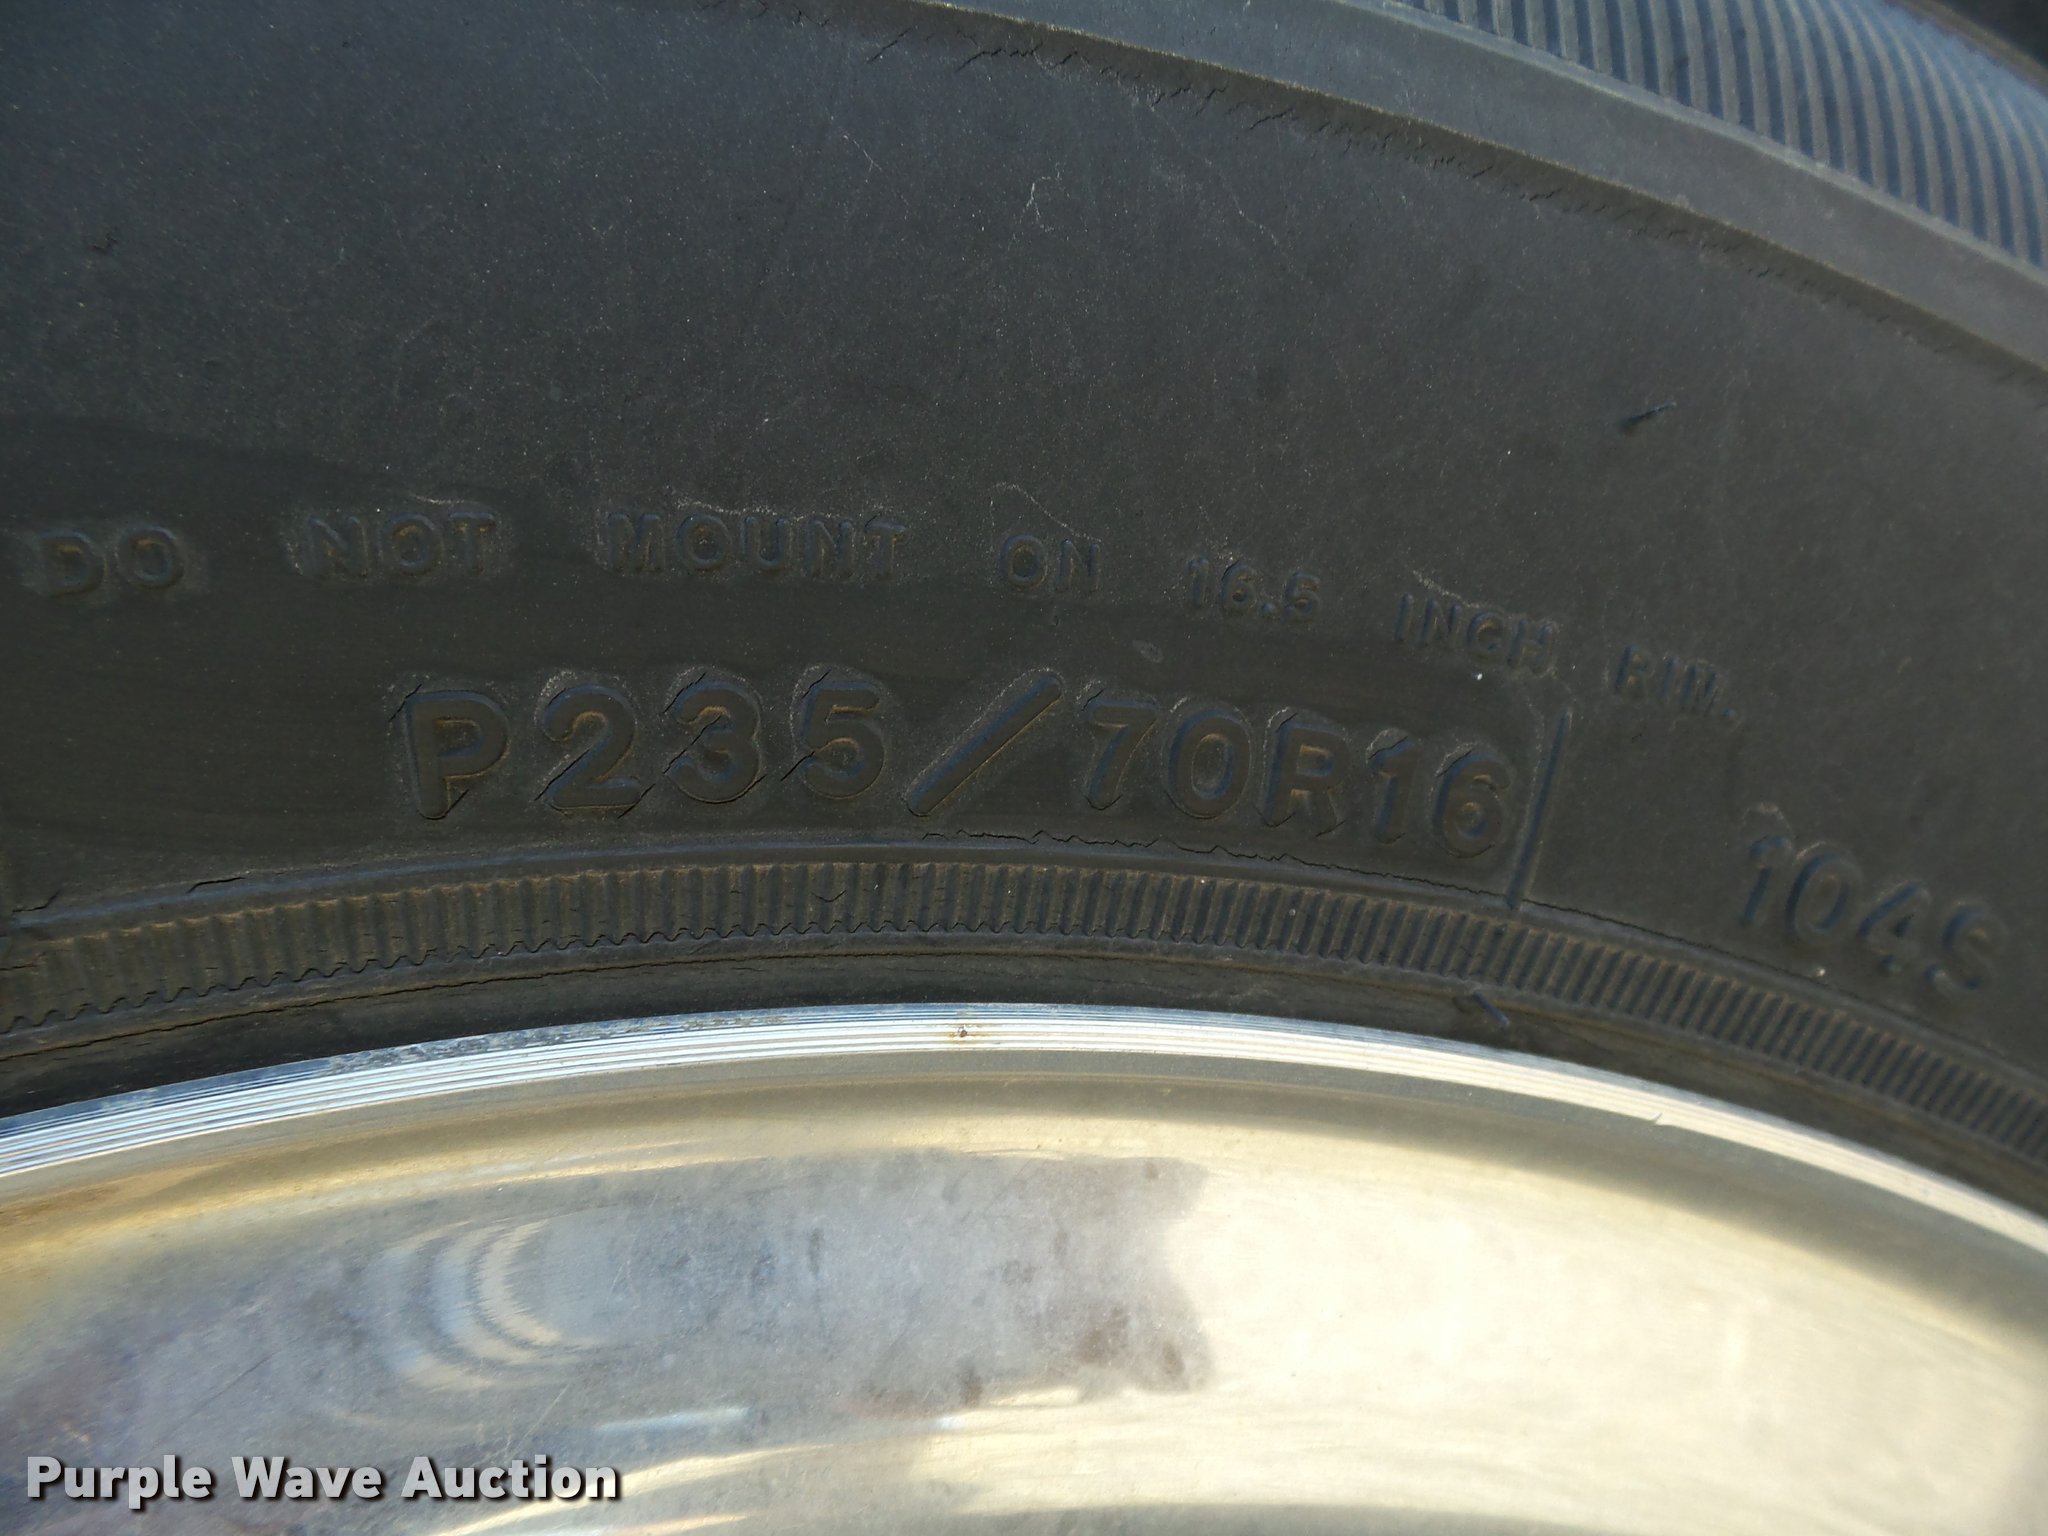 DO NOT MOUNT ON 16.5 INCH RIM.
P235/70R16 104S
Purple Wave Auction